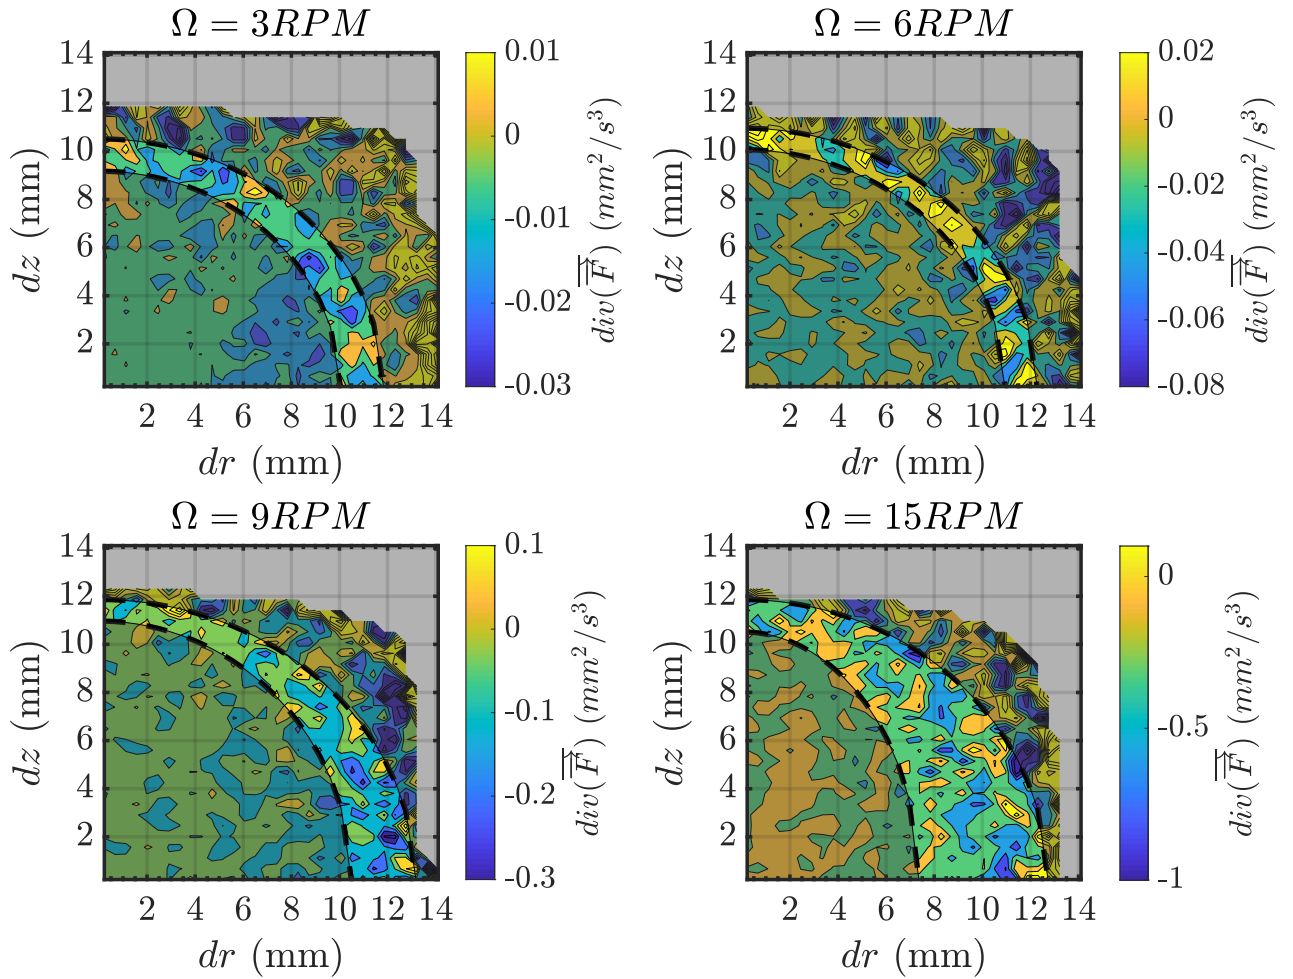 Ω = 3RPM
14
12
10
8
6
4
2
dz (mm)
2 4 6 8 10 12 14
dr (mm)
0.01
0
-0.01
-0.02
-0.03
div(F) (mm²/s³)
Ω = 6RPM
14
12
10
8
6
4
2
dz (mm)
2 4 6 8 10 12 14
dr (mm)
0.02
0
-0.02
-0.04
-0.06
-0.08
div(F) (mm²/s³)
Ω = 9RPM
14
12
10
8
6
4
2
dz (mm)
2 4 6 8 10 12 14
dr (mm)
0.1
0
-0.1
-0.2
-0.3
div(F) (mm²/s³)
Ω = 15RPM
14
12
10
8
6
4
2
dz (mm)
2 4 6 8 10 12 14
dr (mm)
0
-0.5
-1
div(F) (mm²/s³)